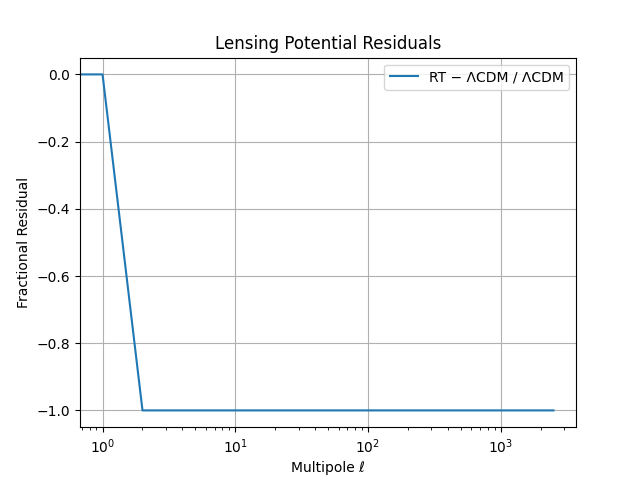 Lensing Potential Residuals
RT − ΛCDM / ΛCDM
Fractional Residual
0.0
−0.2
−0.4
−0.6
−0.8
−1.0
10⁰
10¹
10²
10³
Multipole ℓ